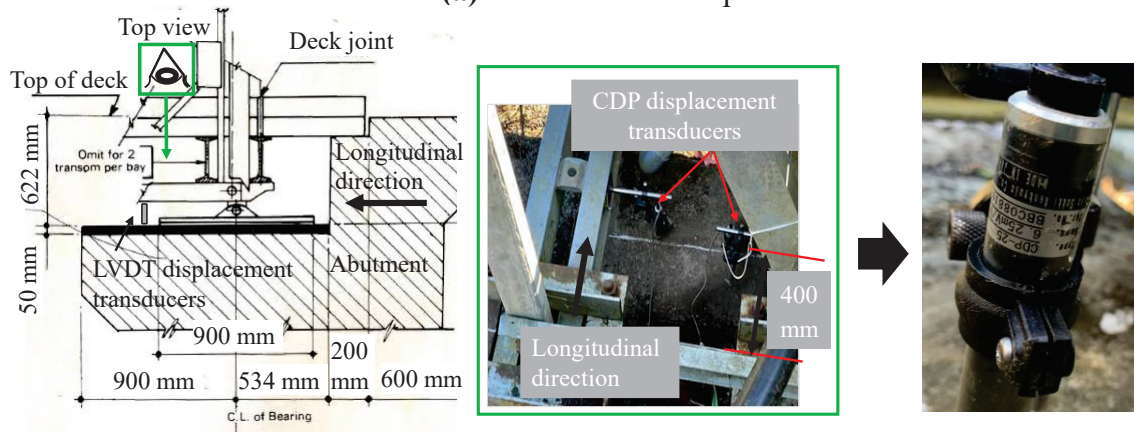 (a)
Top view
Deck joint
Top of deck
Omit for 2
transom per bay
Longitudinal
direction
622 mm
50 mm
LVDT displacement
transducers
Abutment
900 mm
200
mm
900 mm
534 mm
600 mm
C.L. of Bearing
CDP displacement
transducers
400
mm
Longitudinal
direction
CDP-25
6.25mV/